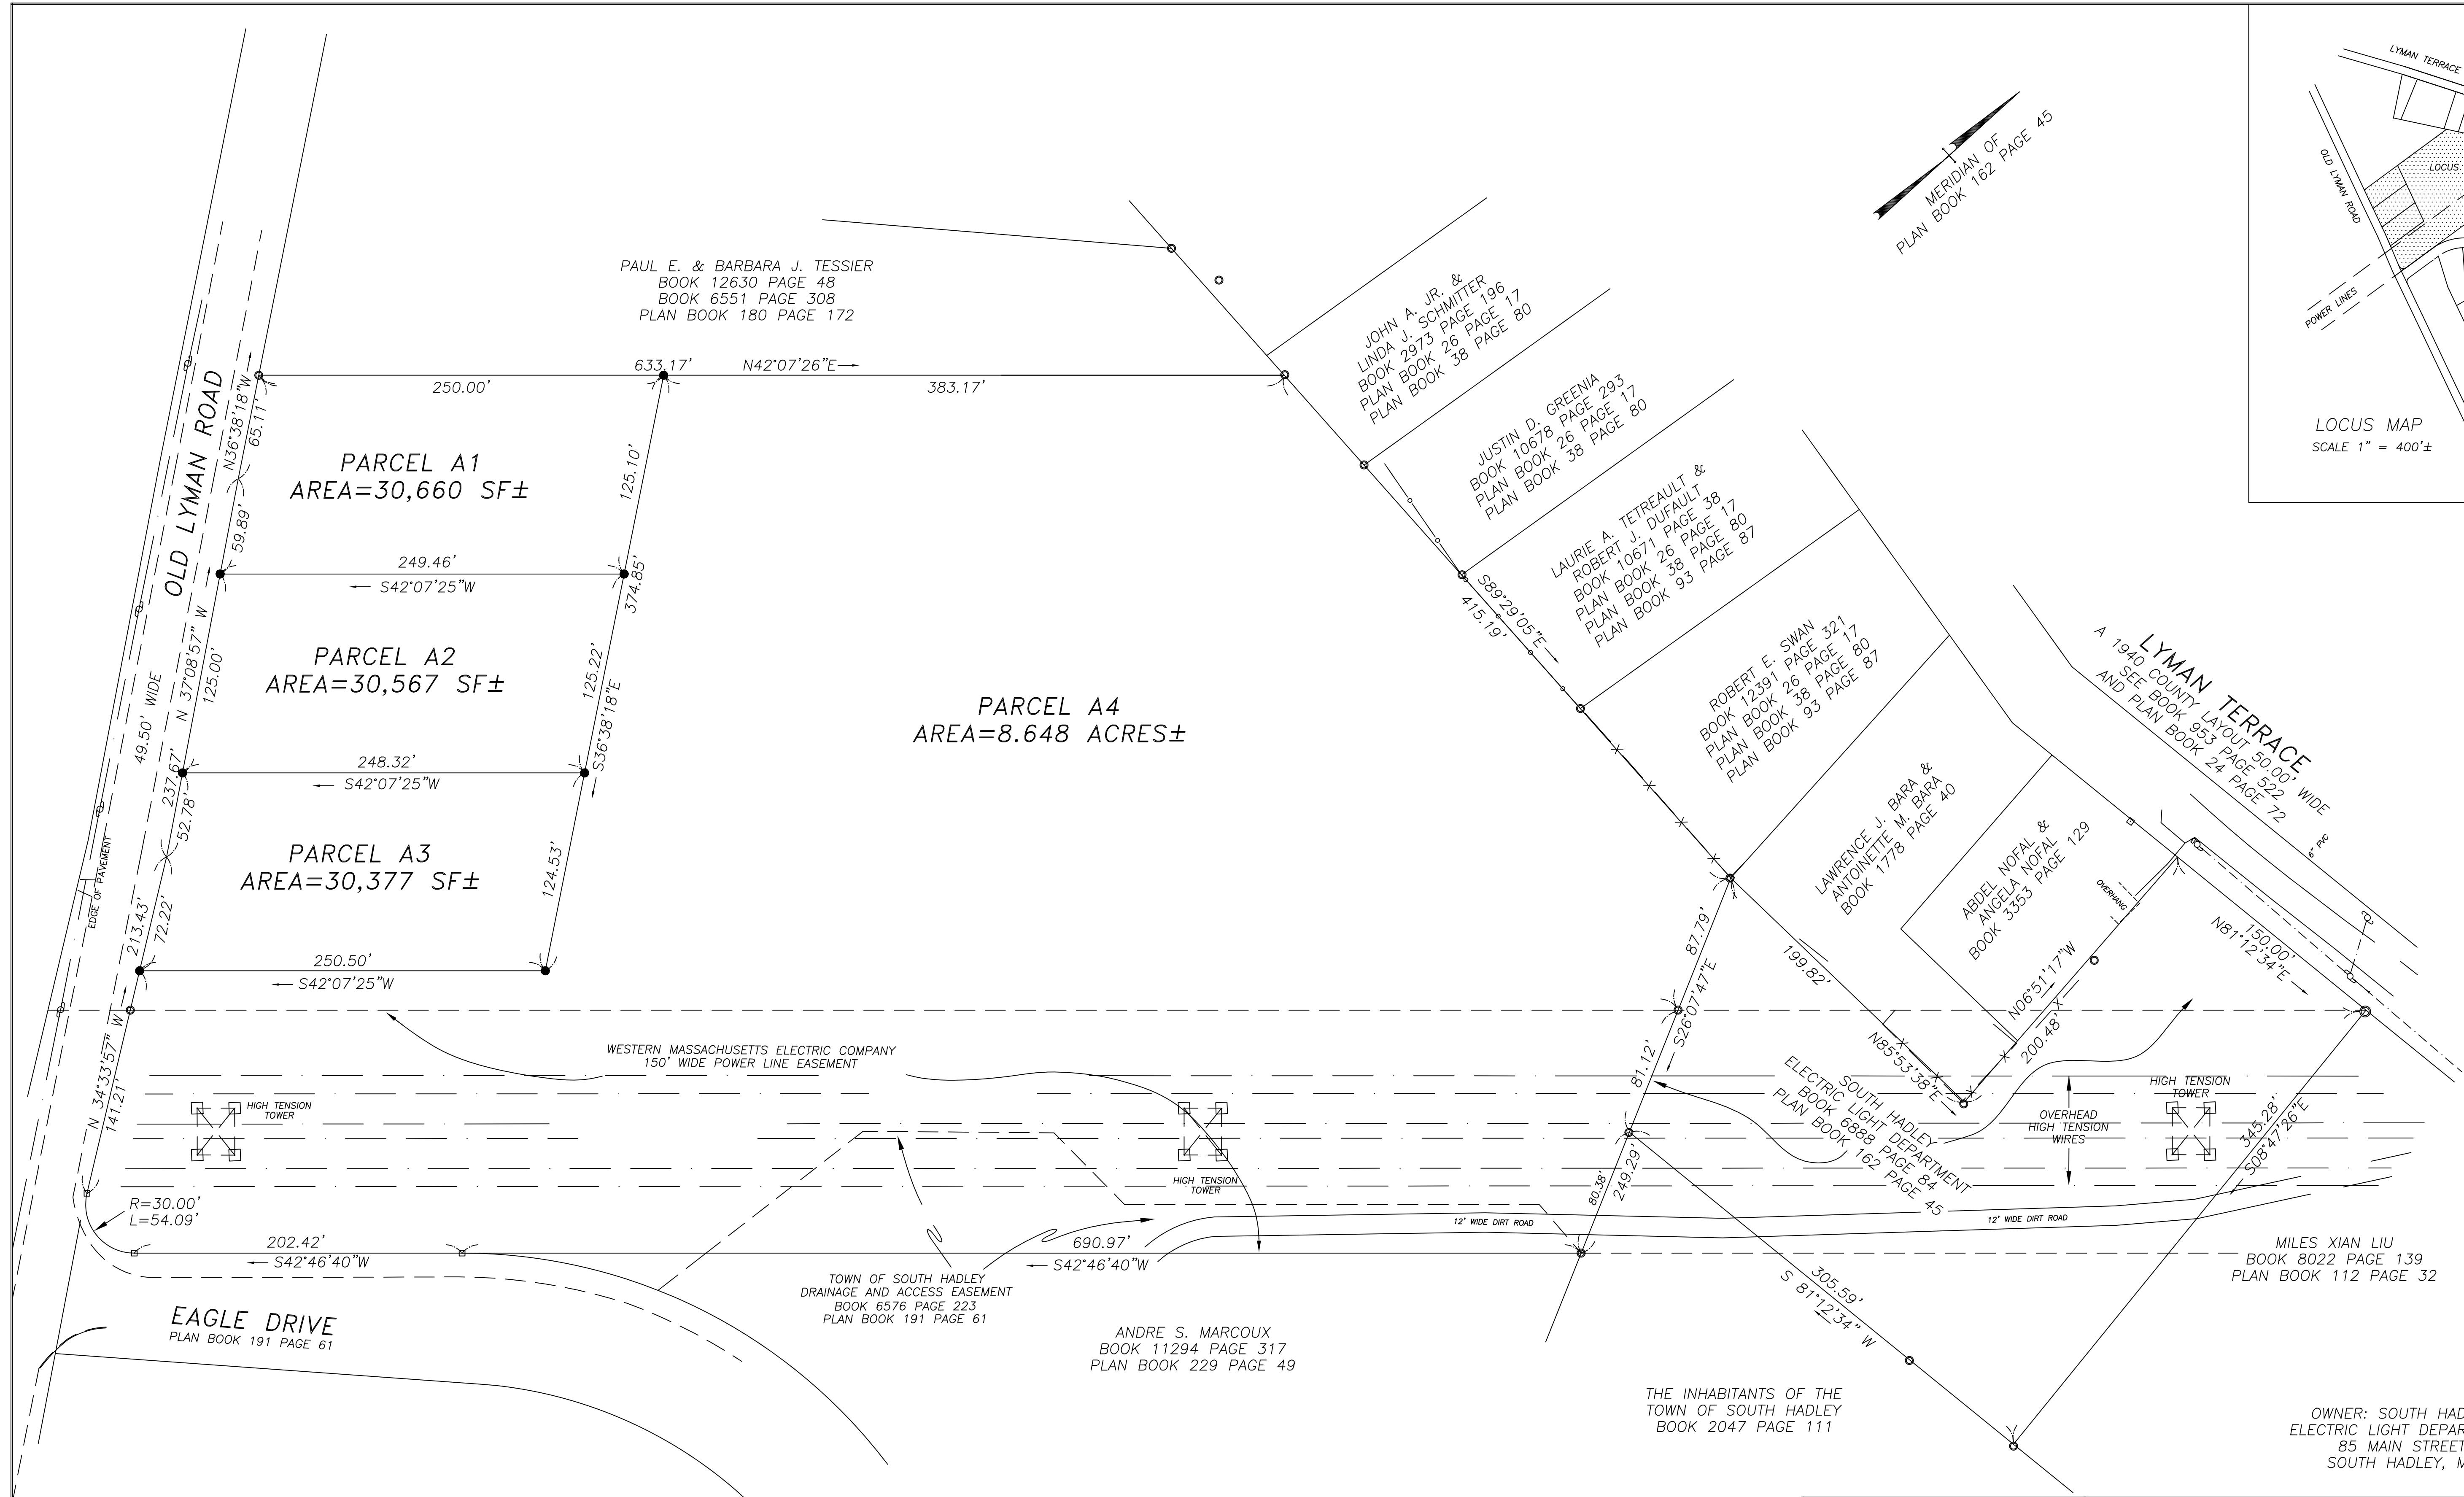 PAUL E. & BARBARA J. TESSIER
BOOK 12630 PAGE 48
BOOK 6551 PAGE 308
PLAN BOOK 180 PAGE 172
MERIDIAN OF
PLAN BOOK 162 PAGE 45
LYMAN TERRACE
OLD LYMAN ROAD
LOCUS
POWER LINES
LOCUS MAP
SCALE 1" = 400'±
OLD LYMAN ROAD
49.50' WIDE
EDGE OF PAVEMENT
N36°38'18"W
65.11'
59.89'
N 37°08'57" W
125.00'
237.67'
52.78'
213.43'
72.22'
N 34°33'57" W
141.21'
633.17'
N42°07'26"E
250.00'
383.17'
PARCEL A1
AREA=30,660 SF±
125.10'
249.46'
S42°07'25"W
374.85'
PARCEL A2
AREA=30,567 SF±
125.22'
S36°38'18"E
248.32'
S42°07'25"W
PARCEL A3
AREA=30,377 SF±
124.53'
250.50'
S42°07'25"W
PARCEL A4
AREA=8.648 ACRES±
JOHN A. JR. &
LINDA J. SCHMITTER
BOOK 2973 PAGE 196
PLAN BOOK 26 PAGE 17
PLAN BOOK 38 PAGE 80
JUSTIN D. GREENIA
BOOK 10678 PAGE 293
PLAN BOOK 26 PAGE 17
PLAN BOOK 38 PAGE 80
LAURIE A. TETREAULT &
ROBERT J. DUFAULT
BOOK 10671 PAGE 38
PLAN BOOK 26 PAGE 17
PLAN BOOK 38 PAGE 80
PLAN BOOK 93 PAGE 87
ROBERT E. SWAN
BOOK 12391 PAGE 321
PLAN BOOK 26 PAGE 17
PLAN BOOK 38 PAGE 80
PLAN BOOK 93 PAGE 87
LAWRENCE J. BARA &
ANTOINETTE M. BARA
BOOK 1778 PAGE 40
ABDEL NOFAL &
ANGELA NOFAL
BOOK 3353 PAGE 129
S89°29'05"E
415.19'
LYMAN TERRACE
A 1940 COUNTY LAYOUT 50.00' WIDE
SEE BOOK 953 PAGE 522
AND PLAN BOOK 24 PAGE 72
6" PVC
OVERHANG
150.00'
N81°12'34"E
87.79'
S26°07'47"E
81.12'
80.38'
249.29'
199.82'
N85°53'38"E
N06°51'17"W
200.48'
SOUTH HADLEY
ELECTRIC LIGHT DEPARTMENT
BOOK 6888 PAGE 84
PLAN BOOK 162 PAGE 45
OVERHEAD
HIGH TENSION
WIRES
HIGH TENSION
TOWER
345.28'
S08°47'26"E
WESTERN MASSACHUSETTS ELECTRIC COMPANY
150' WIDE POWER LINE EASEMENT
HIGH TENSION
TOWER
HIGH TENSION
TOWER
R=30.00'
L=54.09'
202.42'
S42°46'40"W
690.97'
S42°46'40"W
12' WIDE DIRT ROAD
12' WIDE DIRT ROAD
TOWN OF SOUTH HADLEY
DRAINAGE AND ACCESS EASEMENT
BOOK 6576 PAGE 223
PLAN BOOK 191 PAGE 61
EAGLE DRIVE
PLAN BOOK 191 PAGE 61
ANDRE S. MARCOUX
BOOK 11294 PAGE 317
PLAN BOOK 229 PAGE 49
305.59'
S 81°12'34" W
MILES XIAN LIU
BOOK 8022 PAGE 139
PLAN BOOK 112 PAGE 32
THE INHABITANTS OF THE
TOWN OF SOUTH HADLEY
BOOK 2047 PAGE 111
OWNER: SOUTH HAD
ELECTRIC LIGHT DEPAR
85 MAIN STREET
SOUTH HADLEY, M